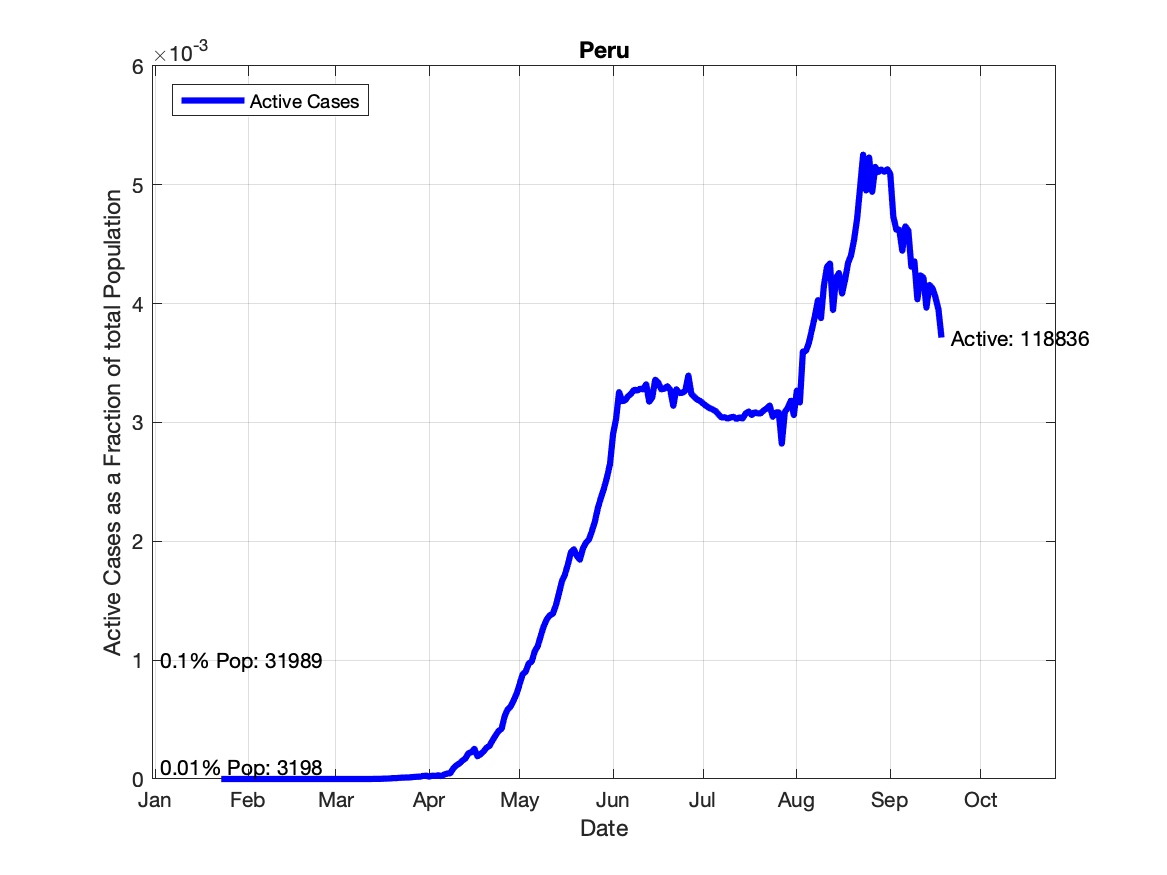 Peru
×10-3
6
Active Cases
5
4
Active: 118836
3
2
1
0.1% Pop: 31989
0
0.01% Pop: 3198
Active Cases as a Fraction of total Population
Jan Feb Mar Apr May Jun Jul Aug Sep Oct
Date